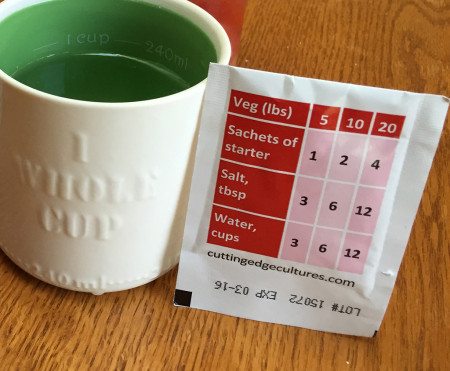 1 cup 240ml
1
WHOLE
CUP
240ml
Veg (lbs) 5 10 20
Sachets of
starter 1 2 4
Salt,
tbsp 3 6 12
Water,
cups 3 6 12
cuttingedgecultures.com
LOT# 15072 EXP 03-16